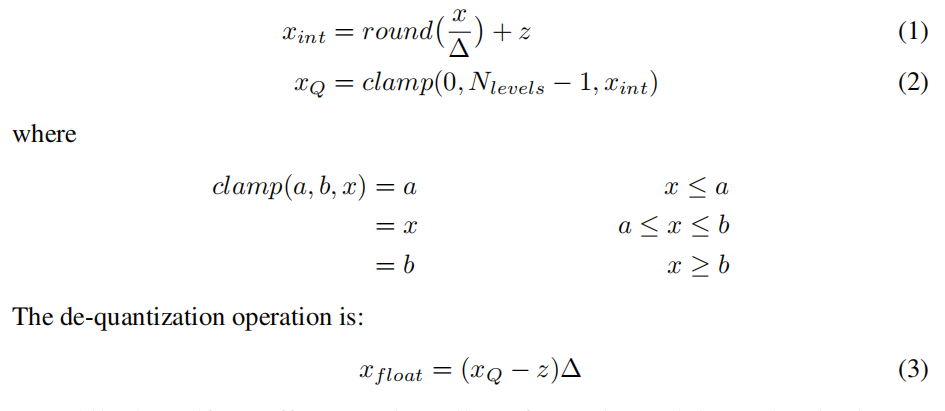 x_int = round(x/Δ) + z (1)
x_Q = clamp(0, N_levels − 1, x_int) (2)
where
clamp(a, b, x) = a x ≤ a
= x a ≤ x ≤ b
= b x ≥ b
The de-quantization operation is:
x_float = (x_Q − z)Δ (3)